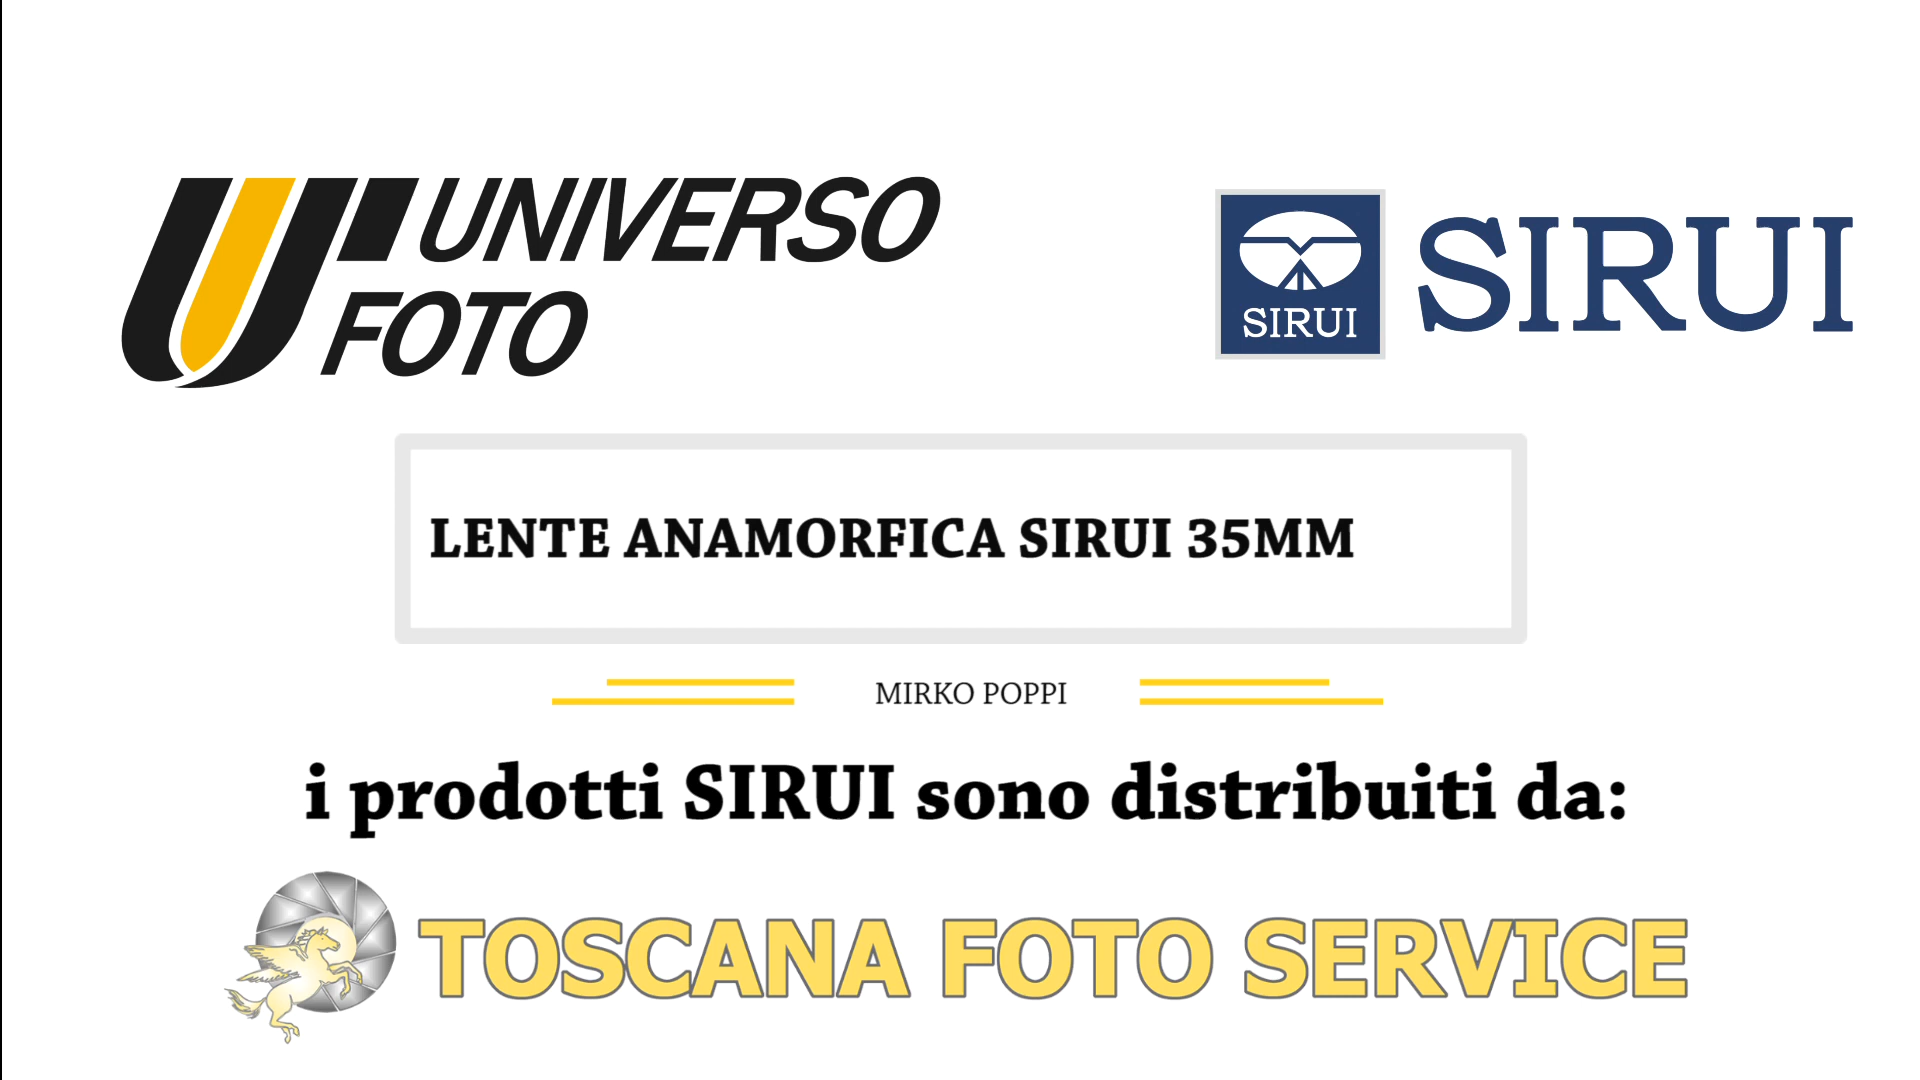 UNIVERSO
FOTO
SIRUI
SIRUI
LENTE ANAMORFICA SIRUI 35MM
MIRKO POPPI
i prodotti SIRUI sono distribuiti da:
TOSCANA FOTO SERVICE